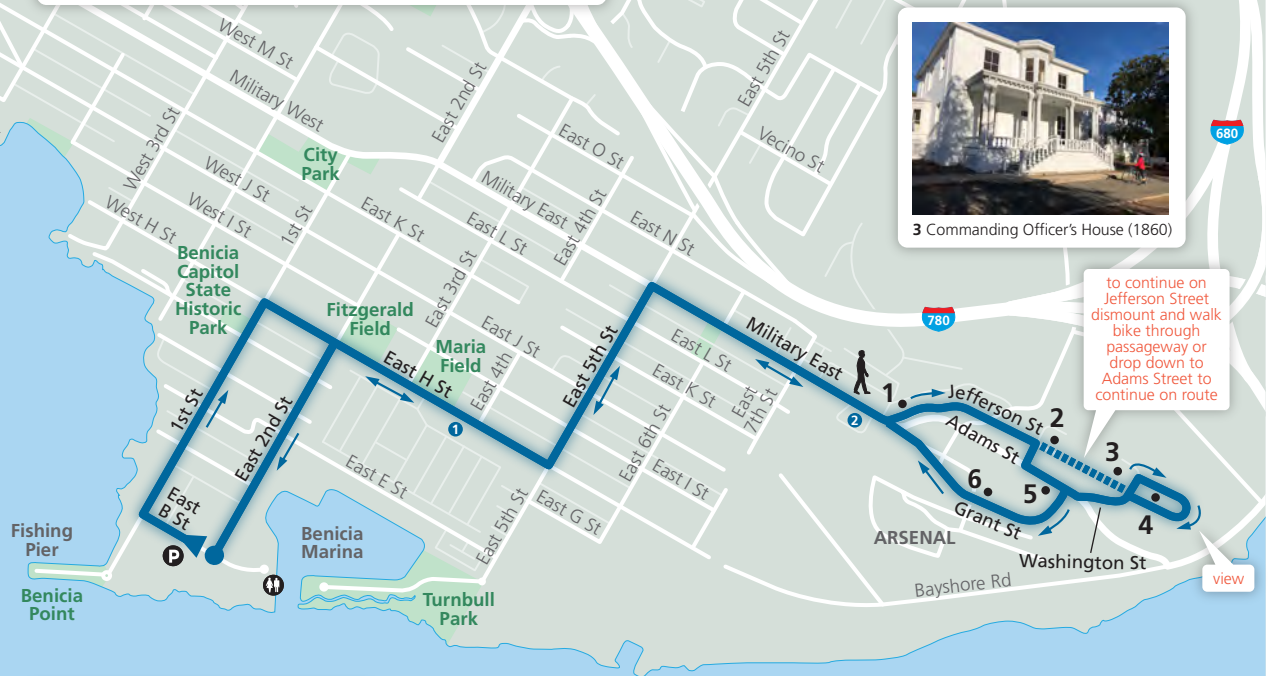 West M St
Military West
East 2nd St
East 5th St
Vecino St
East O St
680
3 Commanding Officer's House (1860)
City
Park
West 3rd St
West J St
West I St
West H St
1st St
East K St
East L St
Military East
East 4th St
East N St
Benicia
Capitol
State
Historic
Park
Fitzgerald
Field
East 3rd St
Maria
Field
East J St
East 4th
East H St
1
East 5th St
East L St
East K St
East
7th St
East 6th St
East I St
Military East
780
to continue on
Jefferson Street
dismount and walk
bike through
passageway or
drop down to
Adams Street to
continue on route
1
2
Jefferson St
2
Adams St
3
4
5
6
Grant St
ARSENAL
Washington St
Bayshore Rd
view
1st St
East 2nd St
East
B St
P
East E St
East G St
East 5th St
Fishing
Pier
Benicia
Point
Benicia
Marina
Turnbull
Park